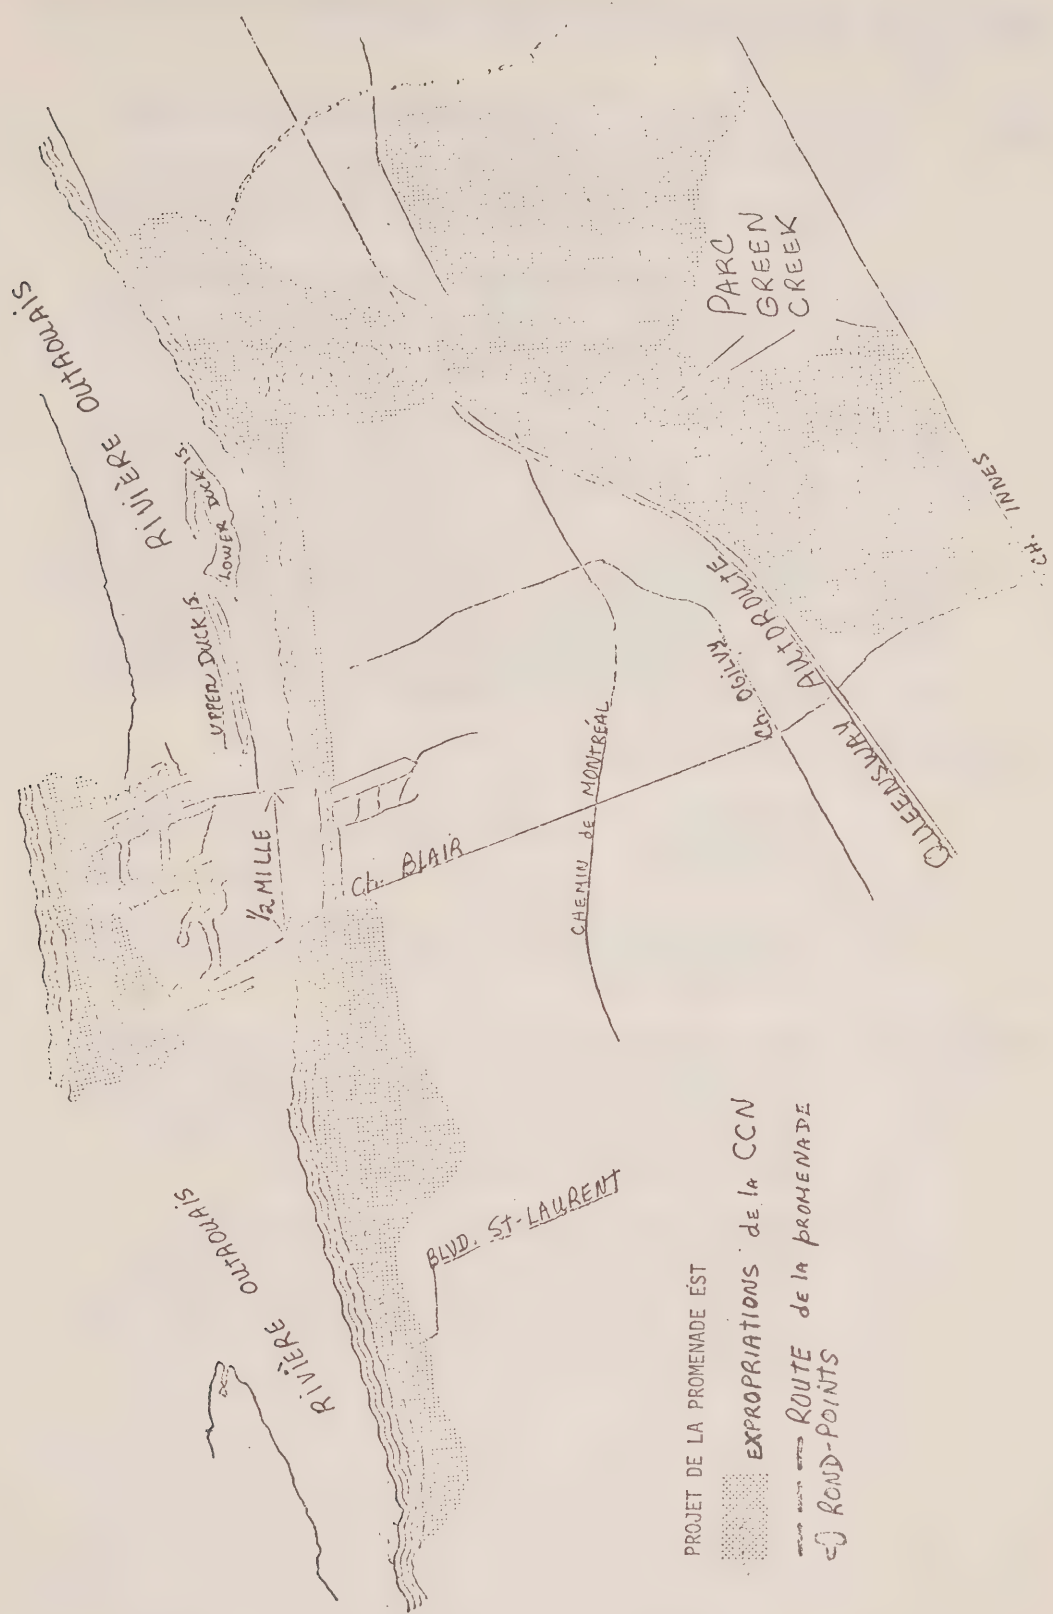 RIVIÈRE OUTAOUAIS
UPPER DUCK IS.
LOWER DUCK IS.
PARC
GREEN
CREEK
1/2 MILLE
Ch. BLAIR
CHEMIN de MONTRÉAL
Ch. OGILVY
QUEENSWAY AUTOROUTE
CH. INNES
RIVIÈRE OUTAOUAIS
BLVD. St-LAURENT
PROJET DE LA PROMENADE EST
EXPROPRIATIONS de la CCN
ROUTE de la PROMENADE
ROND-POINTS